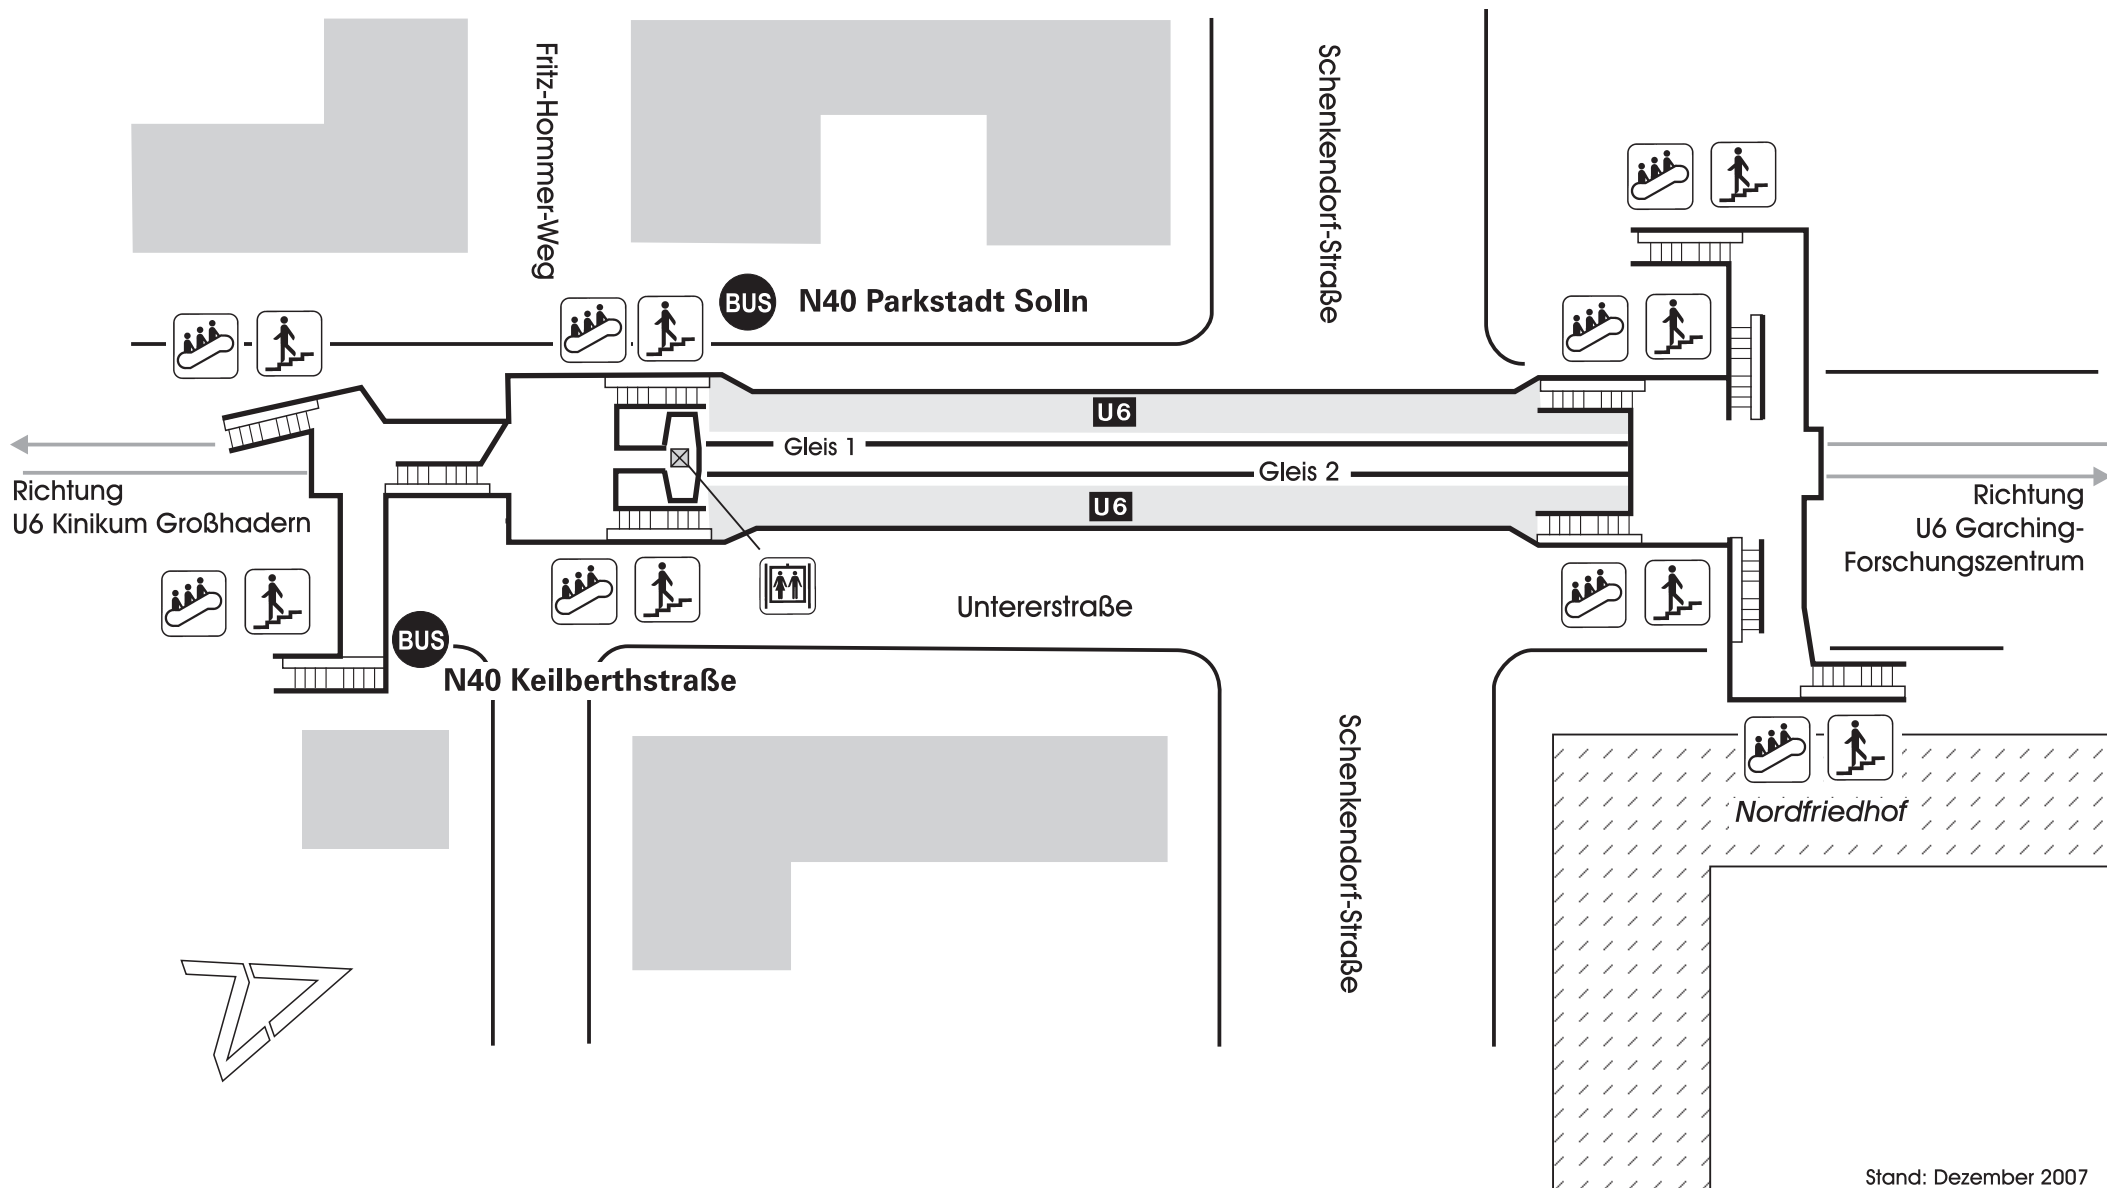 Fritz-Hommer-Weg
Schenkendorf-Straße
BUS N40 Parkstadt Solln
U6
Gleis 1
Gleis 2
U6
Richtung
U6 Kinikum Großhadern
Richtung
U6 Garching-
Forschungszentrum
Untererstraße
BUS
N40 Keilberthstraße
Schenkendorf-Straße
Nordfriedhof
Stand: Dezember 2007